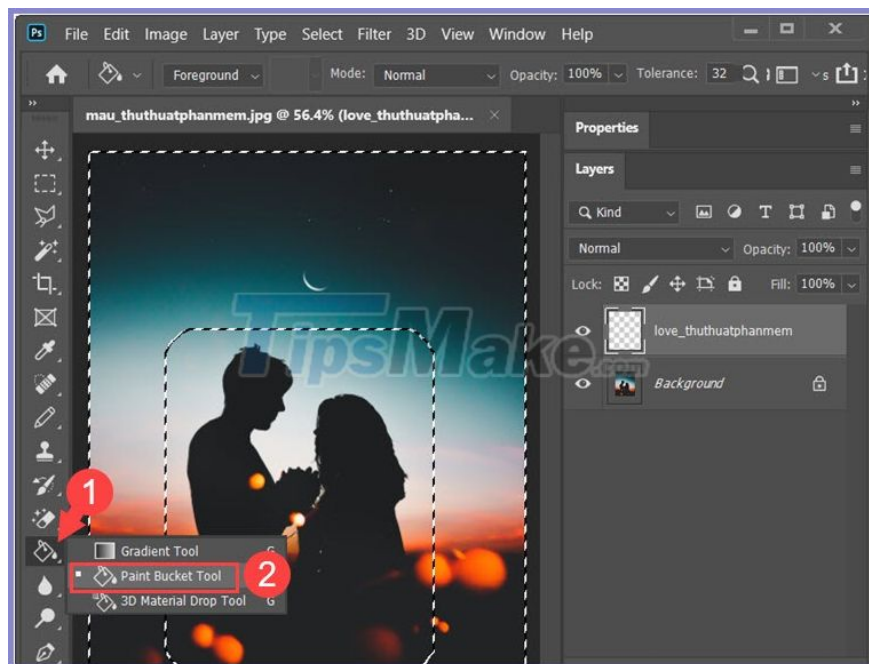 Ps File Edit Image Layer Type Select Filter 3D View Window Help
Foreground Mode: Normal Opacity: 100% Tolerance: 32 s
mau_thuthuatphanmem.jpg @ 56.4% (love_thuthuatpha... ×
Properties
Layers
Kind
Normal Opacity: 100%
Lock: Fill: 100%
love_thuthuatphanmem
Background
TipsMake.com
1
Gradient Tool G
Paint Bucket Tool
2
3D Material Drop Tool G